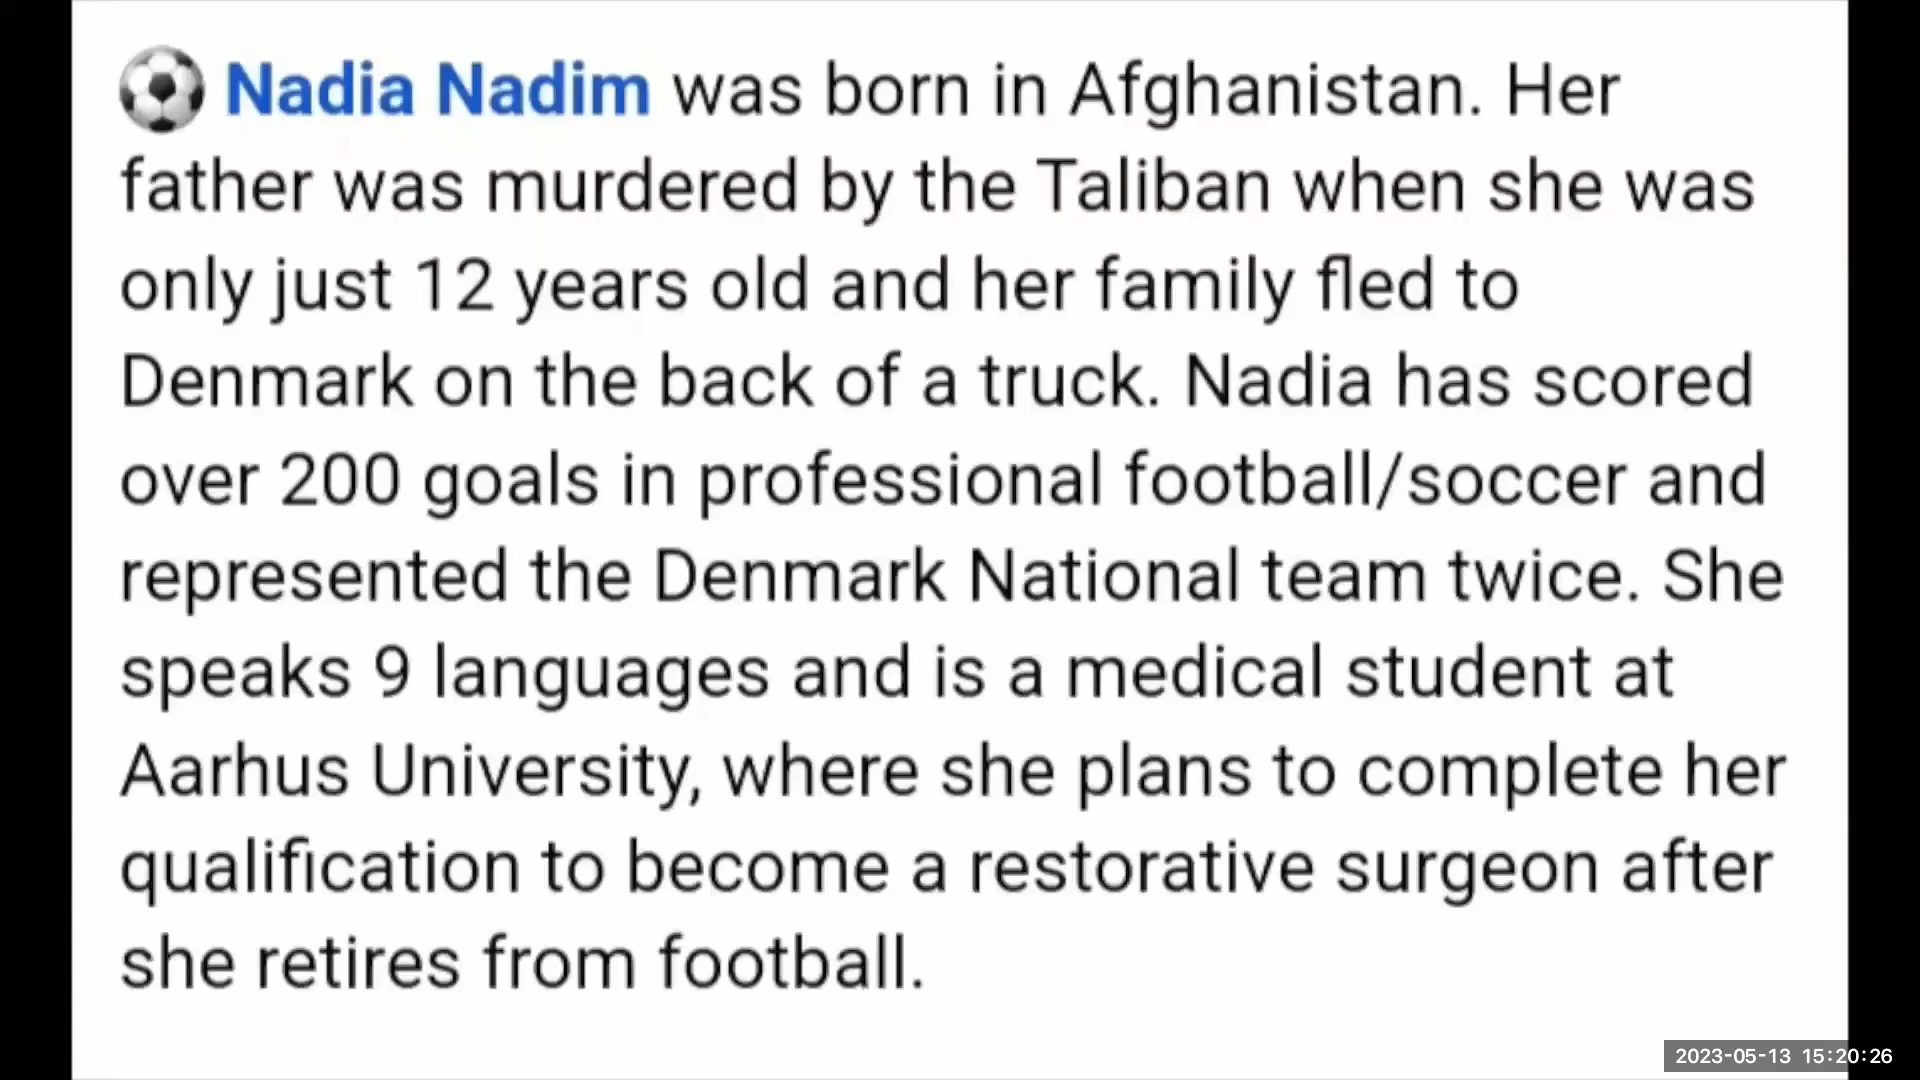 ⚽ Nadia Nadim was born in Afghanistan. Her
father was murdered by the Taliban when she was
only just 12 years old and her family fled to
Denmark on the back of a truck. Nadia has scored
over 200 goals in professional football/soccer and
represented the Denmark National team twice. She
speaks 9 languages and is a medical student at
Aarhus University, where she plans to complete her
qualification to become a restorative surgeon after
she retires from football.
2023-05-13 15:20:26